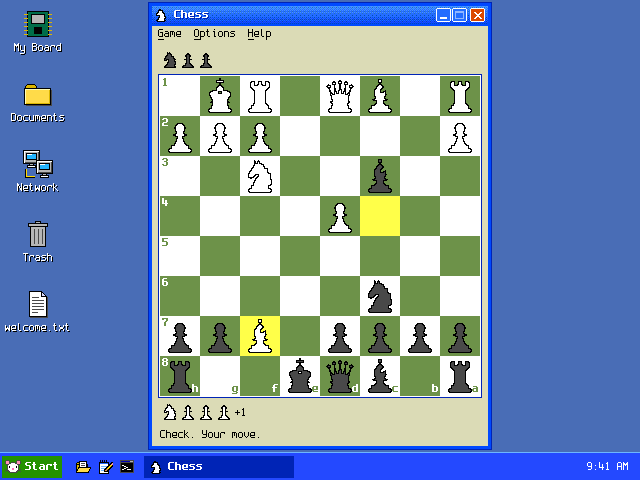 Chess
Game Options Help
My Board
Documents
Network
Trash
welcome.txt
1
2
3
4
5
6
7
8
h g f e d c b a
+1
Check. Your move.
Start
Chess
9:41 AM